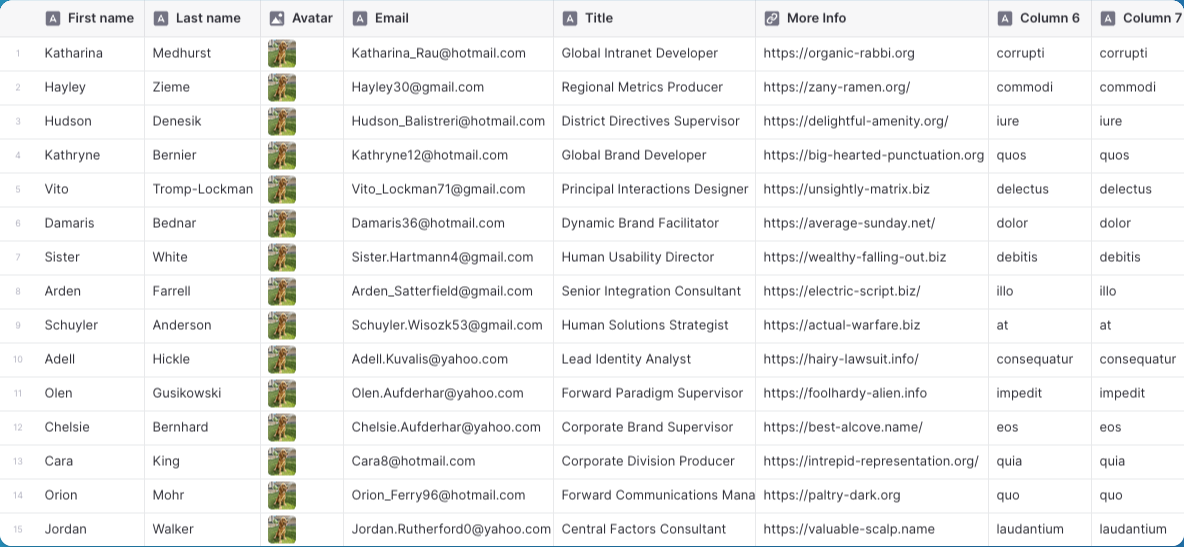 First name Last name Avatar Email Title More Info Column 6 Column 7
1 Katharina Medhurst Katharina_Rau@hotmail.com Global Intranet Developer https://organic-rabbi.org corrupti corrupti
2 Hayley Zieme Hayley30@gmail.com Regional Metrics Producer https://zany-ramen.org/ commodi commodi
3 Hudson Denesik Hudson_Balistreri@hotmail.com District Directives Supervisor https://delightful-amenity.org/ iure iure
4 Kathryne Bernier Kathryne12@hotmail.com Global Brand Developer https://big-hearted-punctuation.org quos quos
5 Vito Tromp-Lockman Vito_Lockman71@gmail.com Principal Interactions Designer https://unsightly-matrix.biz delectus delectus
6 Damaris Bednar Damaris36@hotmail.com Dynamic Brand Facilitator https://average-sunday.net/ dolor dolor
7 Sister White Sister.Hartmann4@gmail.com Human Usability Director https://wealthy-falling-out.biz debitis debitis
8 Arden Farrell Arden_Satterfield@gmail.com Senior Integration Consultant https://electric-script.biz/ illo illo
9 Schuyler Anderson Schuyler.Wisozk53@gmail.com Human Solutions Strategist https://actual-warfare.biz at at
10 Adell Hickle Adell.Kuvalis@yahoo.com Lead Identity Analyst https://hairy-lawsuit.info/ consequatur consequatur
11 Olen Gusikowski Olen.Aufderhar@yahoo.com Forward Paradigm Supervisor https://foolhardy-alien.info impedit impedit
12 Chelsie Bernhard Chelsie.Aufderhar@yahoo.com Corporate Brand Supervisor https://best-alcove.name/ eos eos
13 Cara King Cara8@hotmail.com Corporate Division Producer https://intrepid-representation.org/ quia quia
14 Orion Mohr Orion_Ferry96@hotmail.com Forward Communications Mana https://paltry-dark.org quo quo
15 Jordan Walker Jordan.Rutherford0@yahoo.com Central Factors Consultant https://valuable-scalp.name laudantium laudantium